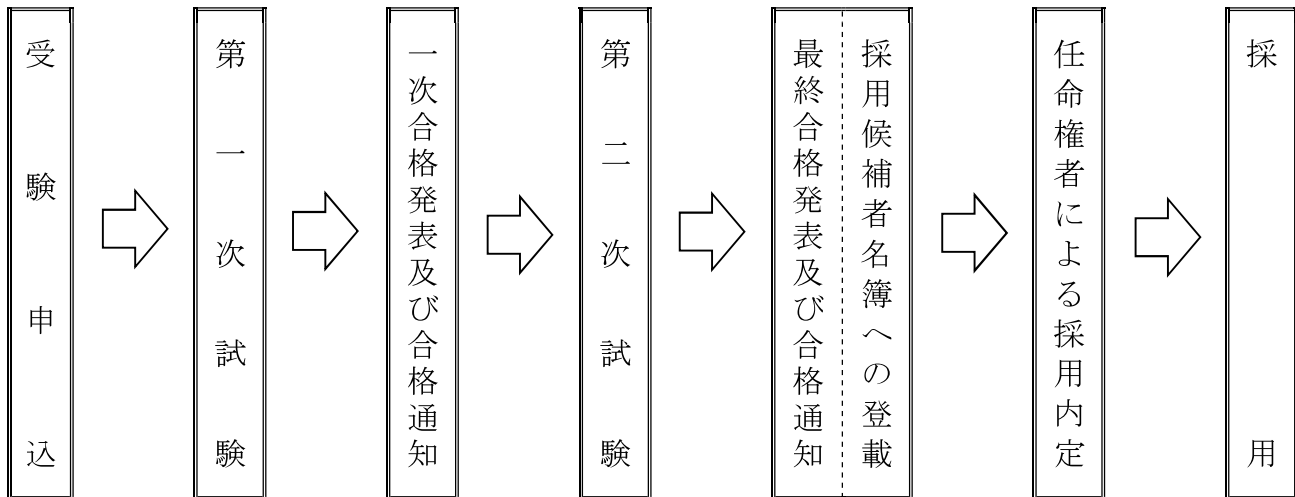 受験申込
第一次試験
一次合格発表及び合格通知
第二次試験
最終合格発表及び合格通知
採用候補者名簿への登載
任命権者による採用内定
採用